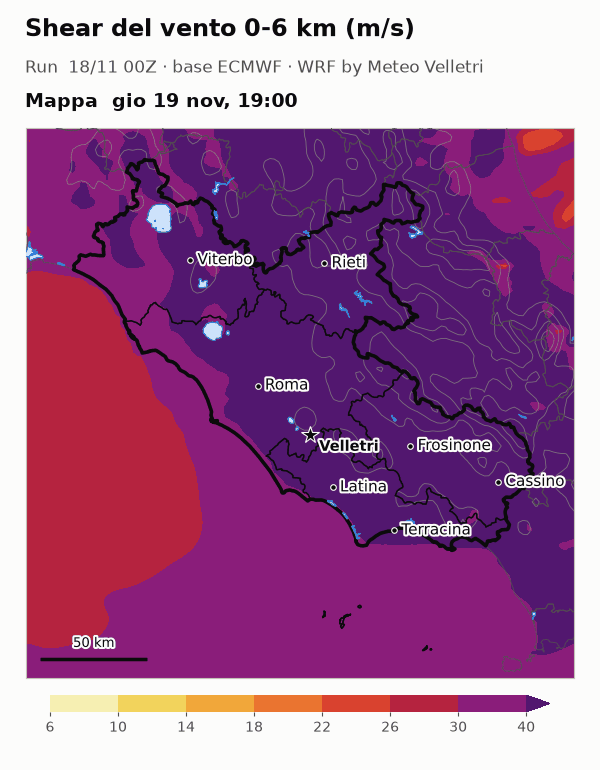 Shear del vento 0-6 km (m/s)
Run  18/11 00Z · base ECMWF · WRF by Meteo Velletri
Mappa  gio 19 nov, 19:00
Viterbo
Rieti
Roma
Velletri
Frosinone
Latina
Cassino
Terracina
50 km
6 10 14 18 22 26 30 40